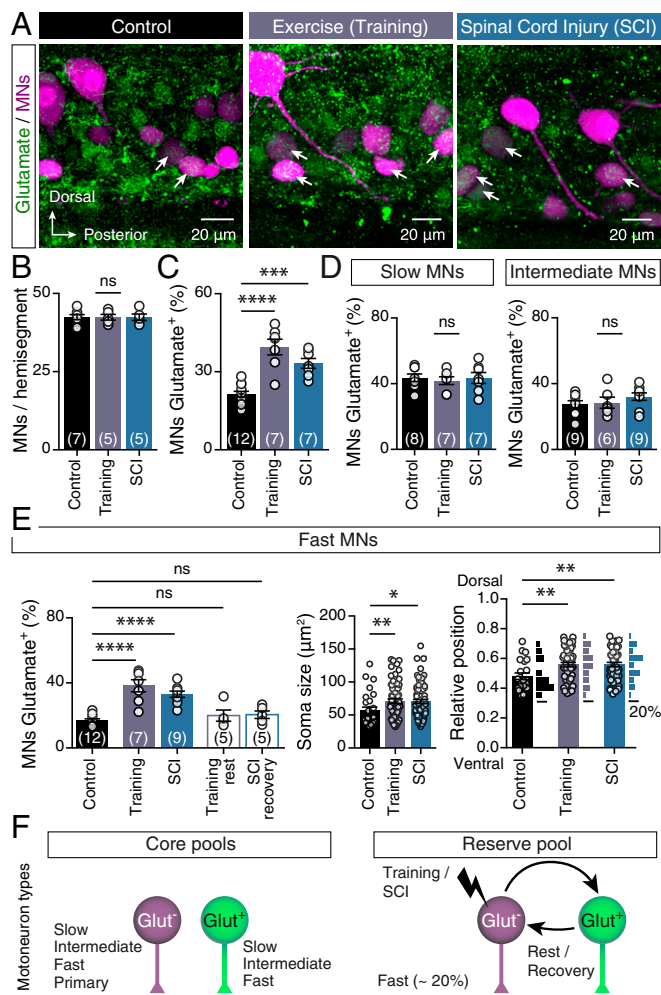 A
Control
Exercise (Training)
Spinal Cord Injury (SCI)
Glutamate / MNs
Dorsal
Posterior
20 µm
20 µm
20 µm
B
MNs / hemisegment
42
0
ns
(7)
(5)
(5)
Control
Training
SCI
C
MNs Glutamate⁺ (%)
60
30
0
***
****
(12)
(7)
(7)
Control
Training
SCI
D
Slow MNs
MNs Glutamate⁺ (%)
80
40
0
ns
(8)
(7)
(7)
Control
Training
SCI
Intermediate MNs
MNs Glutamate⁺ (%)
80
40
0
ns
(9)
(6)
(9)
Control
Training
SCI
E
Fast MNs
MNs Glutamate⁺ (%)
80
40
0
ns
ns
****
****
(12)
(7)
(9)
(5)
(5)
Control
Training
SCI
Training rest
SCI recovery
Soma size (µm²)
200
150
100
50
0
*
**
Control
Training
SCI
Dorsal
Relative position
1.0
0.8
0.6
0.4
0.2
0.0
Ventral
**
**
20%
Control
Training
SCI
F
Motoneuron types
Core pools
Glut⁻
Glut⁺
Slow
Intermediate
Fast
Primary
Slow
Intermediate
Fast
Reserve pool
Training /
SCI
Glut⁻
Glut⁺
Rest /
Recovery
Fast (~ 20%)